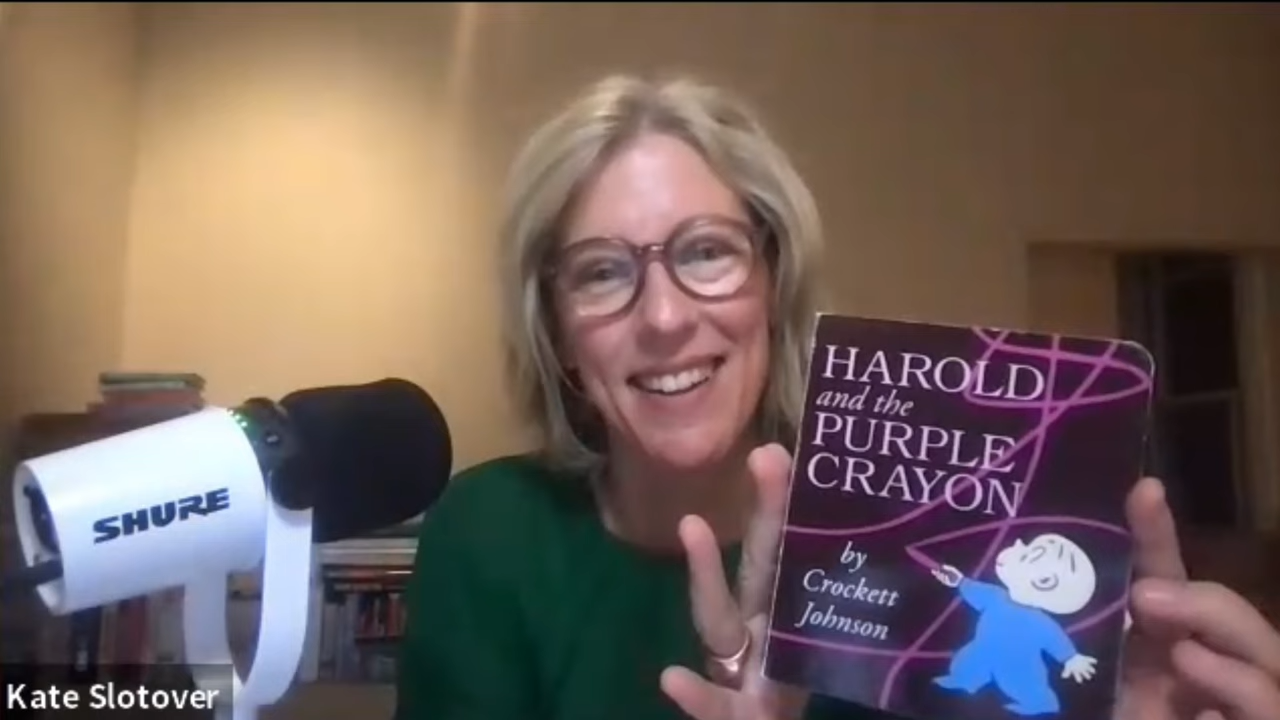 HAROLD
and the
PURPLE
CRAYON
by
Crockett
Johnson
SHURE
Kate Slotover